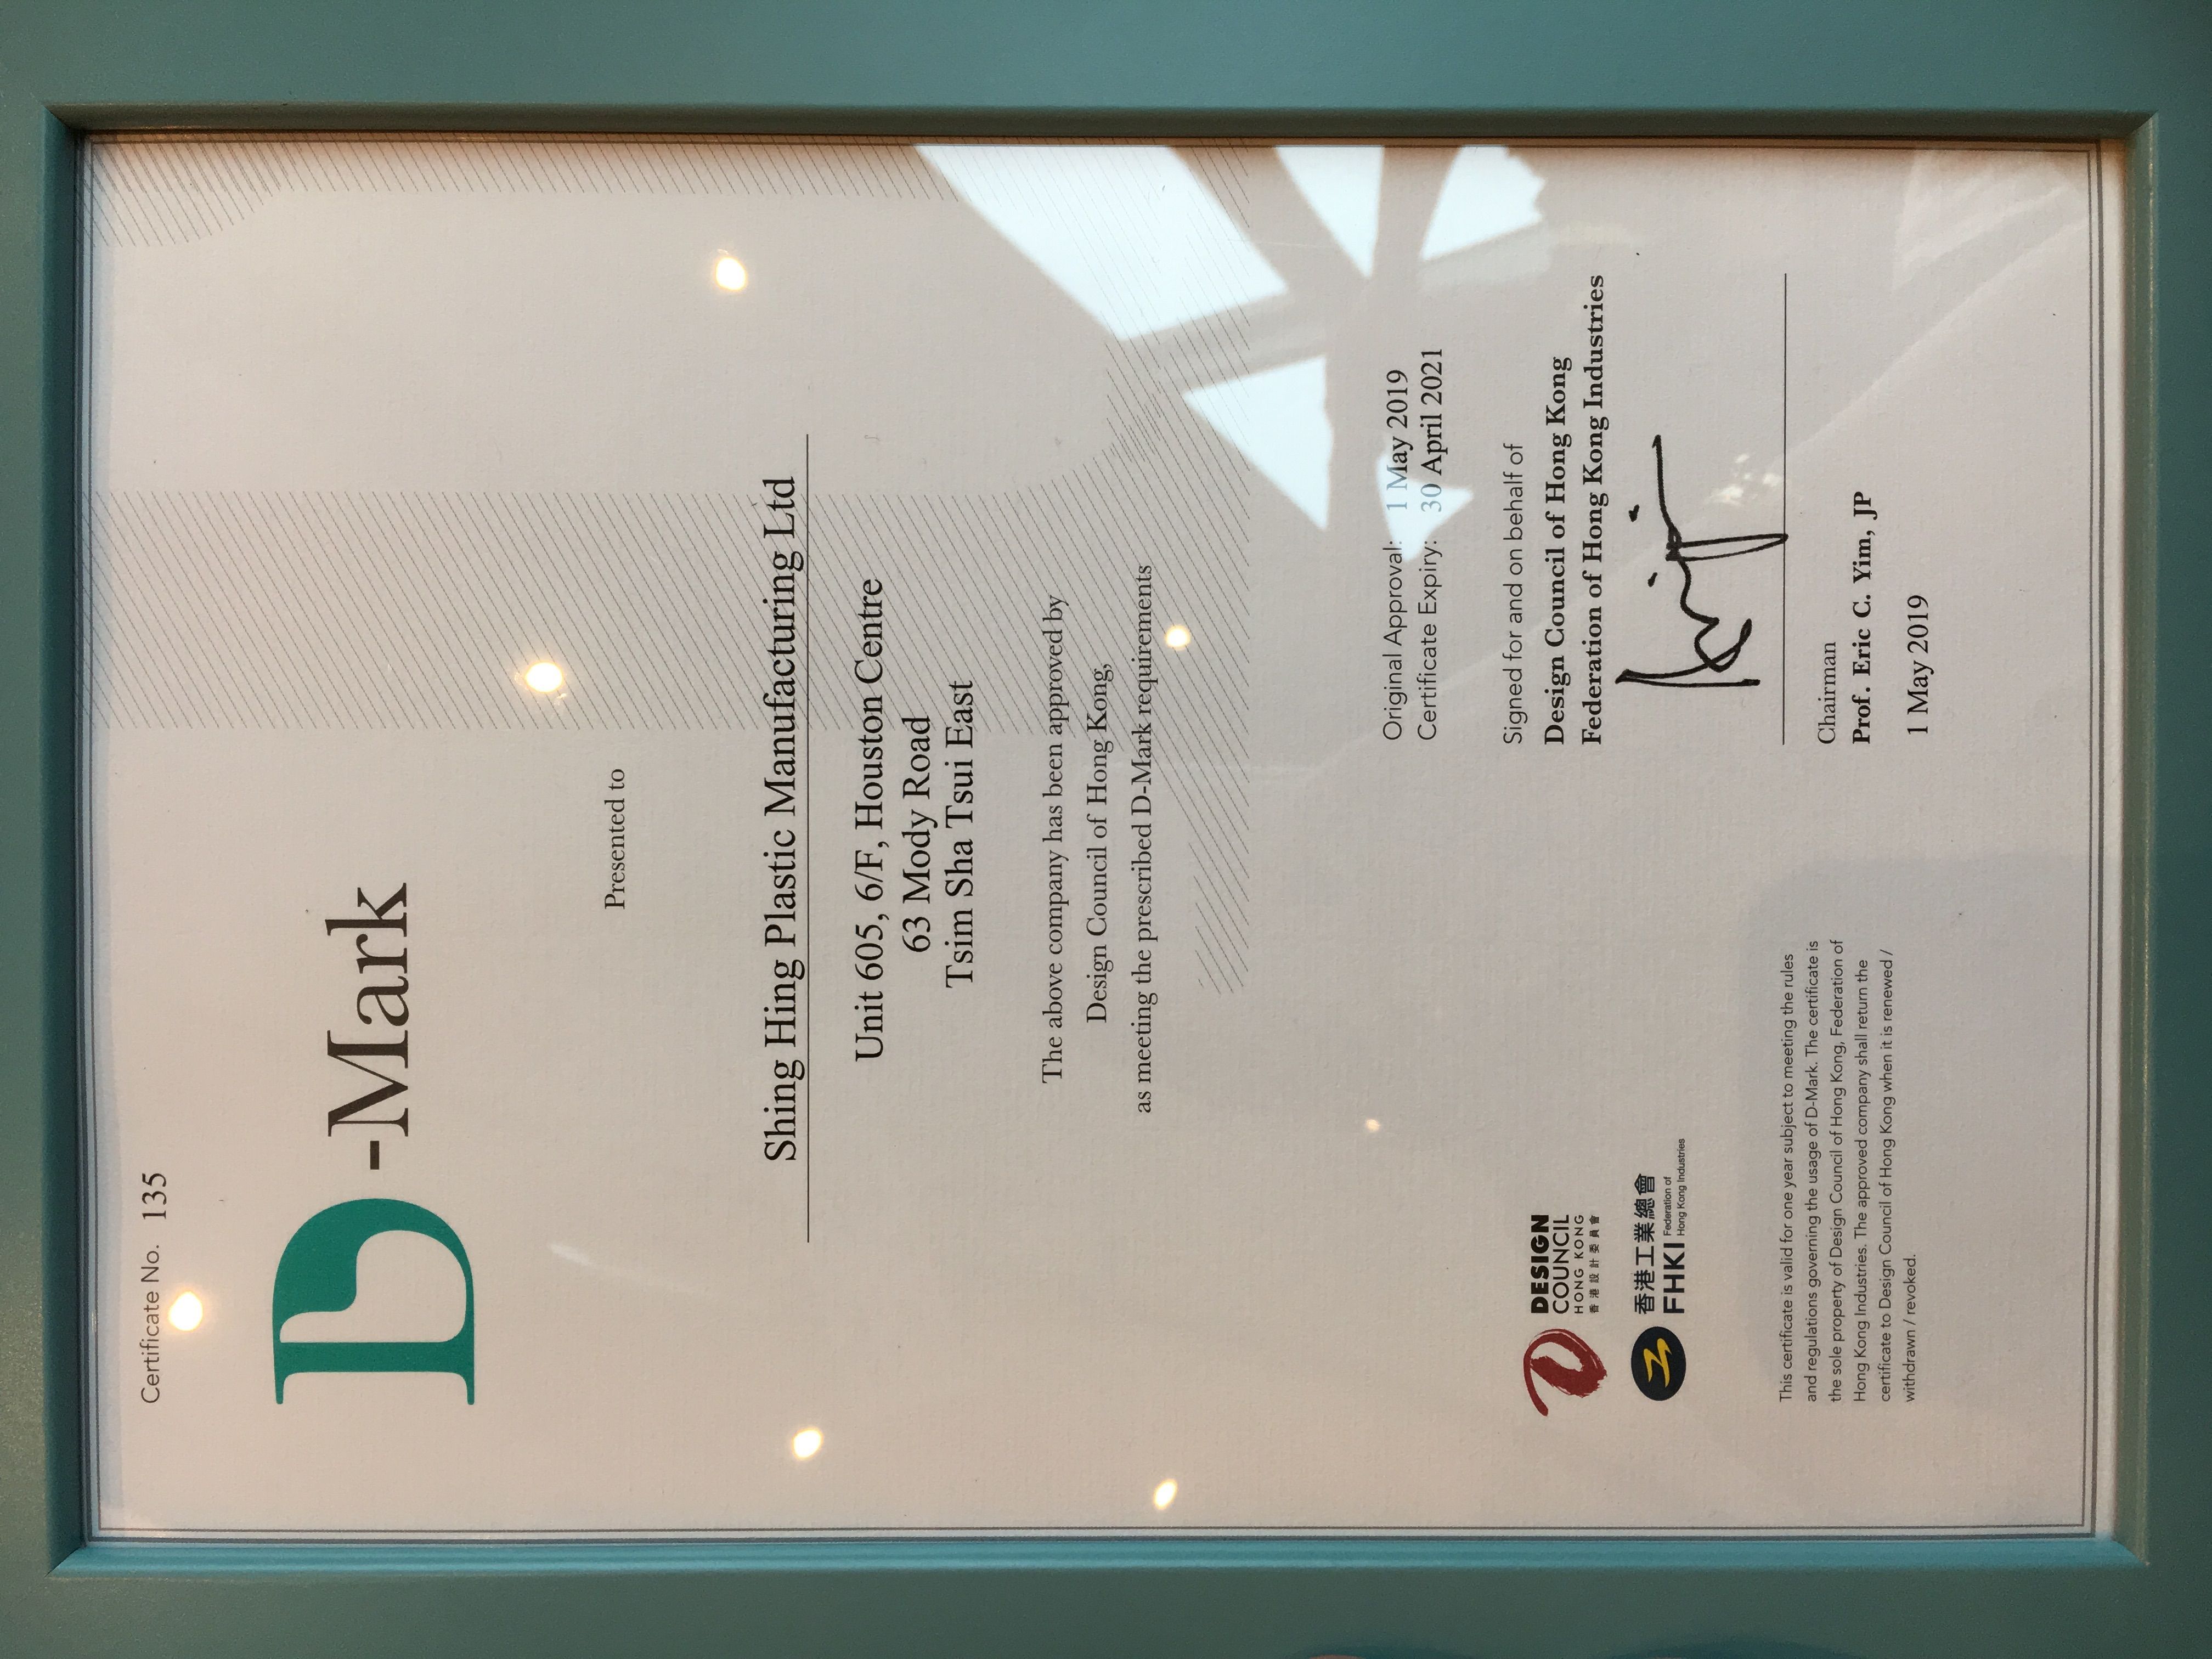 Certificate No. 135
D-Mark
Presented to
Shing Hing Plastic Manufacturing Ltd
Unit 605, 6/F, Houston Centre
63 Mody Road
Tsim Sha Tsui East
The above company has been approved by
Design Council of Hong Kong,
as meeting the prescribed D-Mark requirements
Original Approval: 1 May 2019
Certificate Expiry: 30 April 2021
Signed for and on behalf of
Design Council of Hong Kong
Federation of Hong Kong Industries
Chairman
Prof. Eric C. Yim, JP
1 May 2019
DESIGN
COUNCIL
HONG KONG
香港設計委員會
香港工業總會
FHKI Federation of
Hong Kong Industries
This certificate is valid for one year subject to meeting the rules
and regulations governing the usage of D-Mark. The certificate is
the sole property of Design Council of Hong Kong, Federation of
Hong Kong Industries. The approved company shall return the
certificate to Design Council of Hong Kong when it is renewed /
withdrawn / revoked.